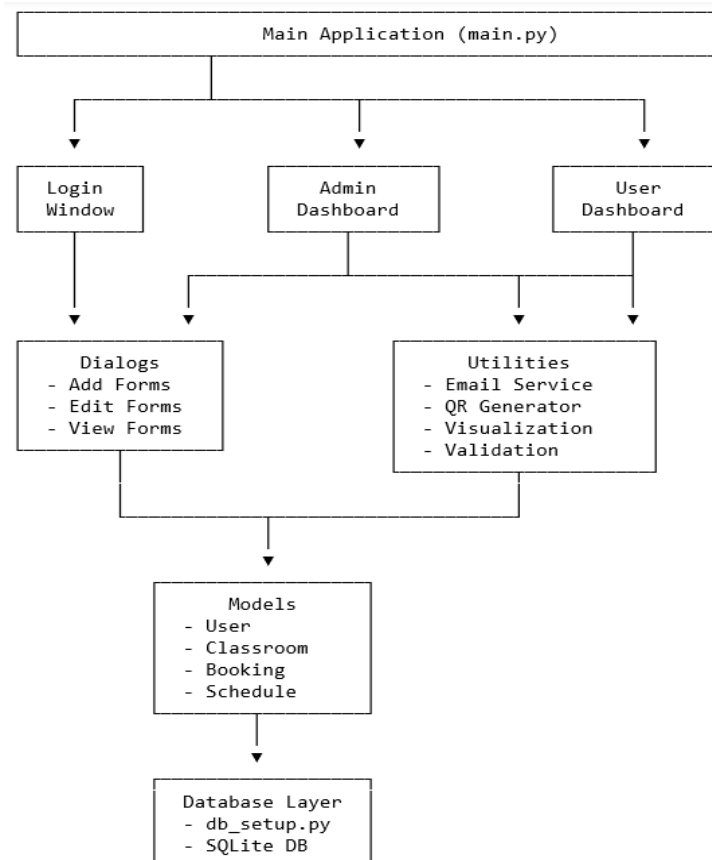 Main Application (main.py)
Login Window
Admin Dashboard
User Dashboard
Dialogs
- Add Forms
- Edit Forms
- View Forms
Utilities
- Email Service
- QR Generator
- Visualization
- Validation
Models
- User
- Classroom
- Booking
- Schedule
Database Layer
- db_setup.py
- SQLite DB